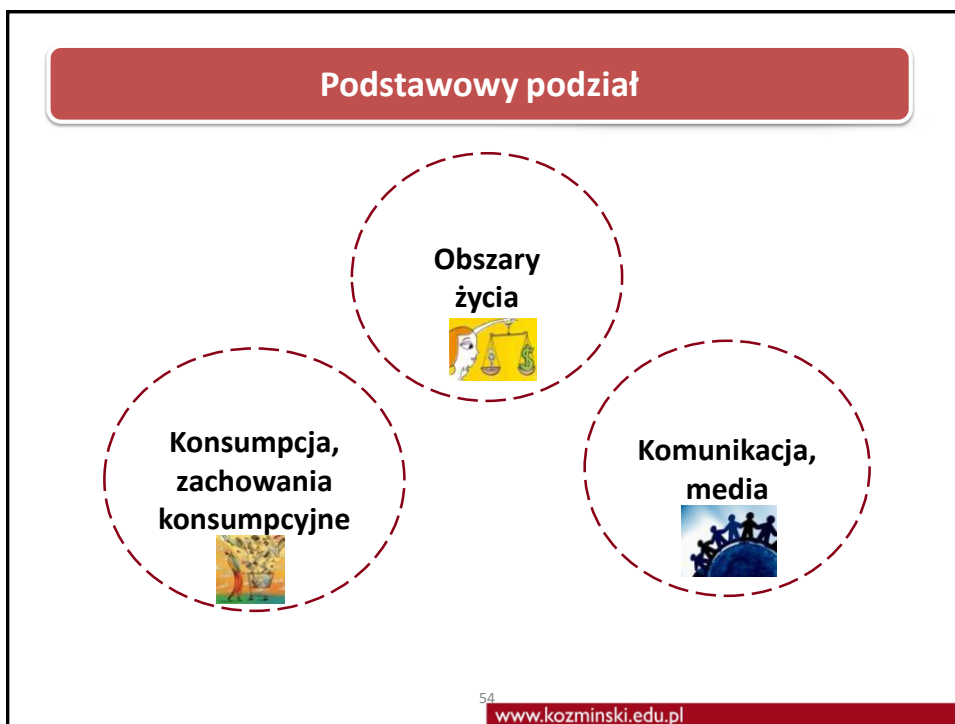 Podstawowy podział
Obszary
życia
$
Konsumpcja,
zachowania
konsumpcyjne
Komunikacja,
media
54
www.kozminski.edu.pl